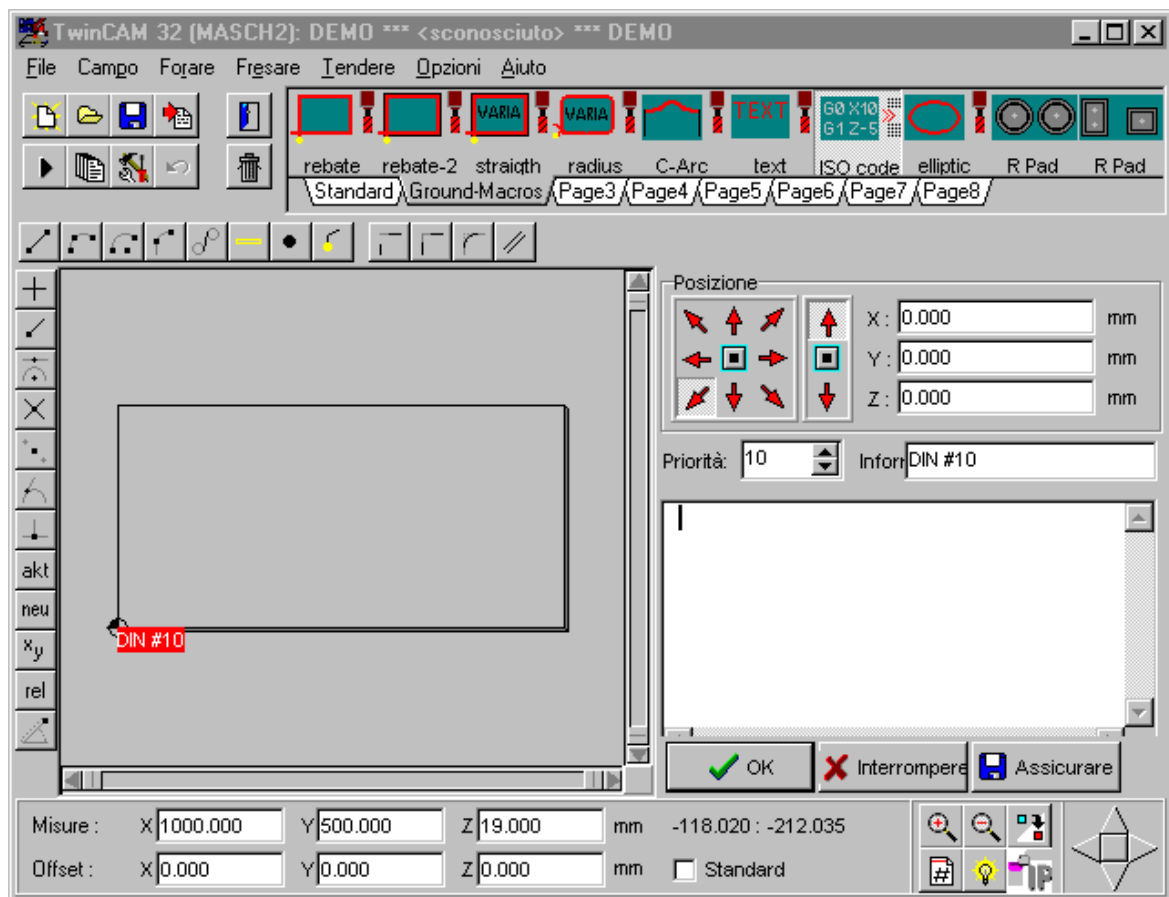 TwinCAM 32 (MASCH2): DEMO *** <sconosciuto> *** DEMO
File Campo Forare Fresare Tendere Opzioni Aiuto
VARIA VARIA TEXT G0 X10
G1 Z-5
rebate rebate-2 straigth radius C-Arc text ISO code elliptic R Pad R Pad
Standard Ground-Macros Page3 Page4 Page5 Page6 Page7 Page8
Posizione
X : 0.000 mm
Y : 0.000 mm
Z : 0.000 mm
Priorità: 10 Inforr DIN #10
akt
neu
xy
rel
DIN #10
OK Interrompere Assicurare
Misure : X 1000.000 Y 500.000 Z 19.000 mm -118.020 : -212.035
Offset : X 0.000 Y 0.000 Z 0.000 mm Standard
# IP